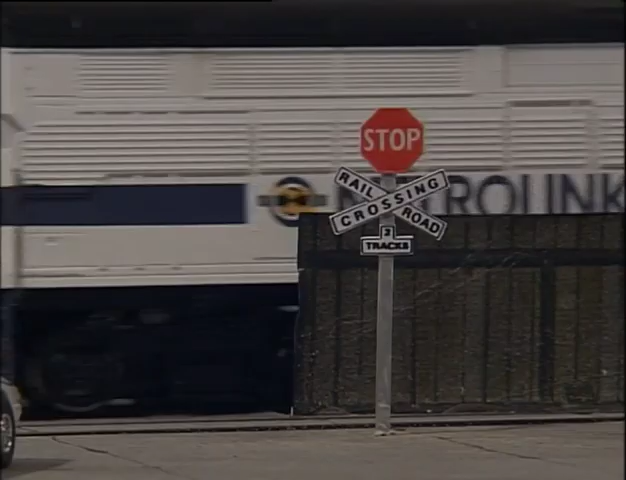 STOP
RAIL CROSSING ROAD
2
TRACKS
METROLINK